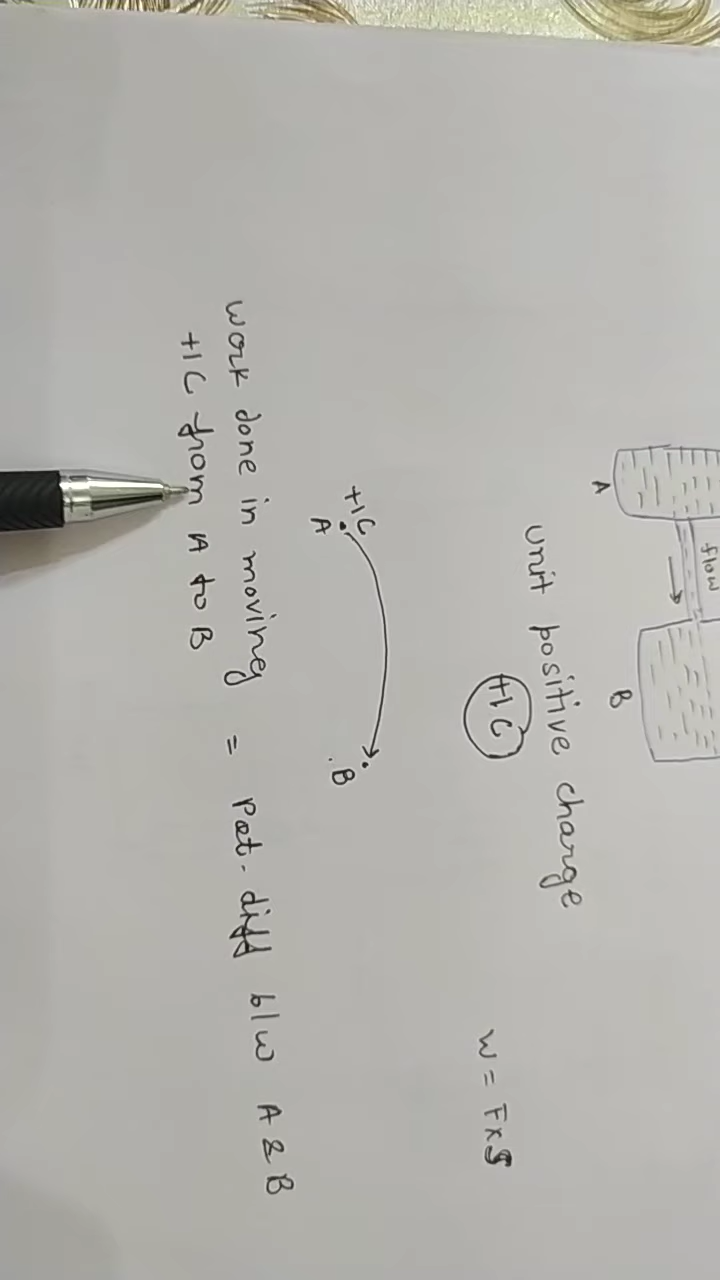 flow
A
B
unit positive charge
+1C
W = F×S
+1C
A
B
Work done in moving = Pot. diff b/w A & B
+1C from A to B